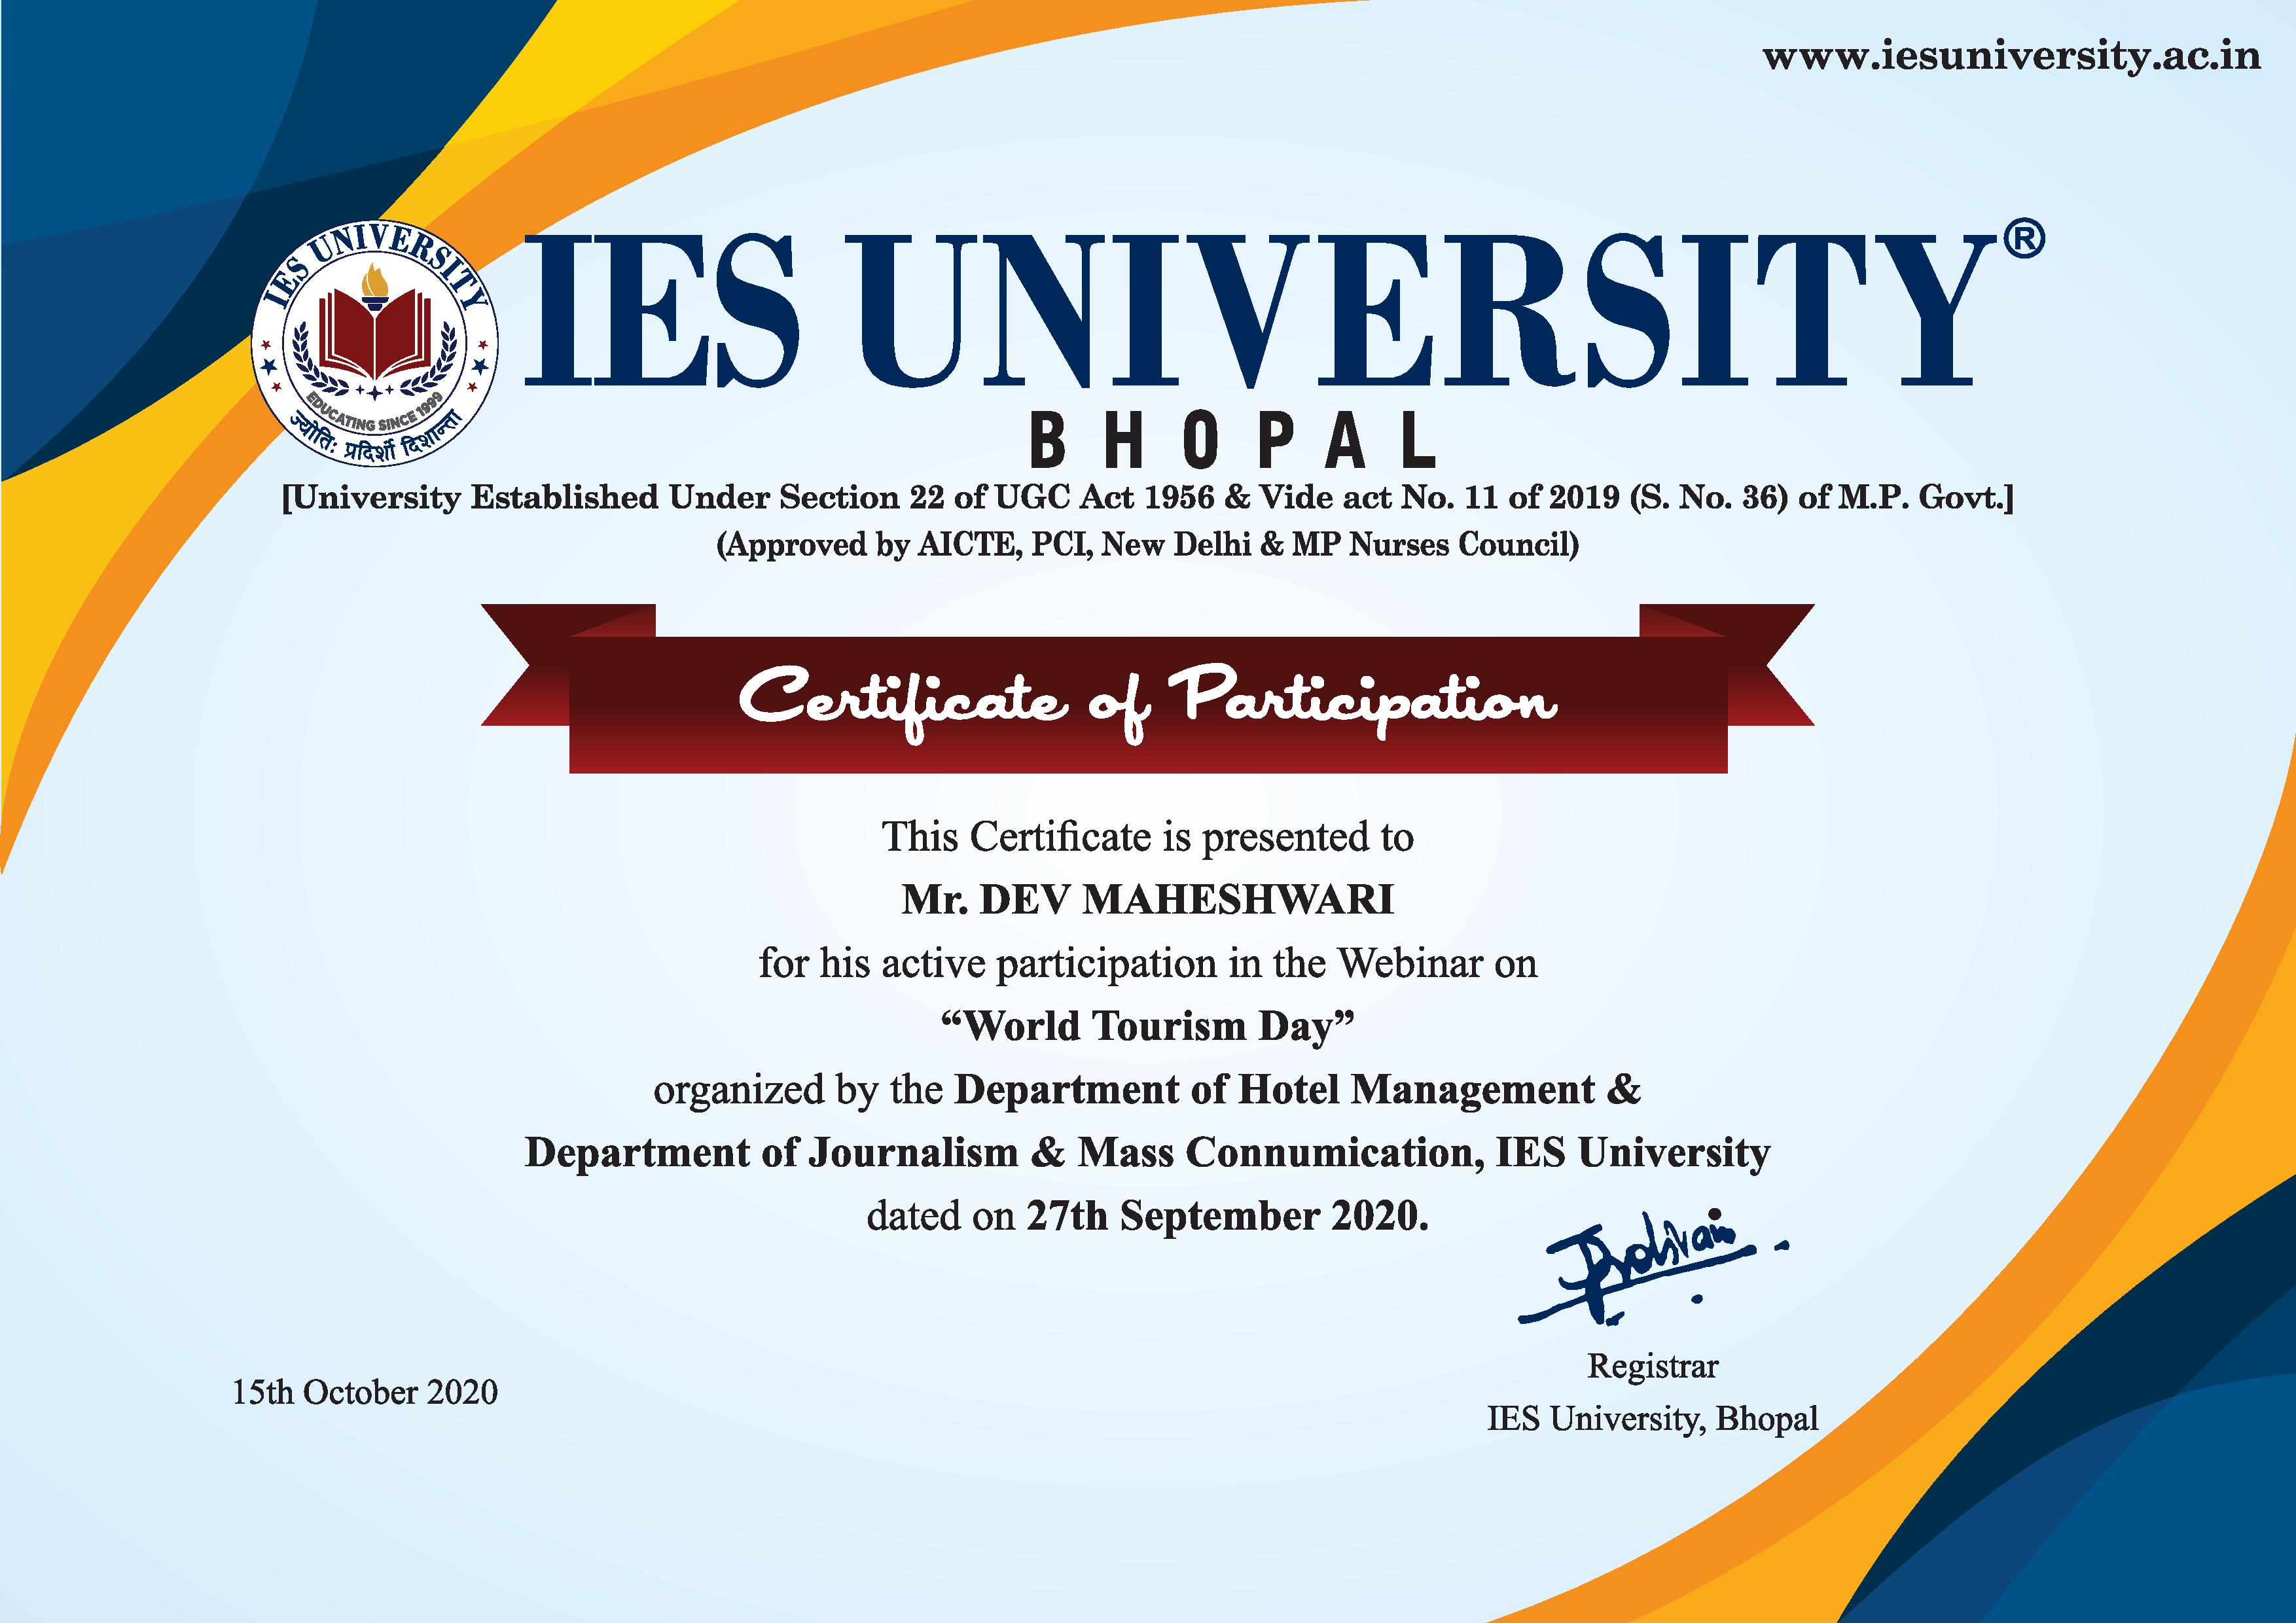 www.iesuniversity.ac.in
IES UNIVERSITY
EDUCATING SINCE 1999
ज्योतिः प्रदिर्शो दिशान्ता
IES UNIVERSITY®
BHOPAL
[University Established Under Section 22 of UGC Act 1956 & Vide act No. 11 of 2019 (S. No. 36) of M.P. Govt.]
(Approved by AICTE, PCI, New Delhi & MP Nurses Council)
Certificate of Participation
This Certificate is presented to
Mr. DEV MAHESHWARI
for his active participation in the Webinar on
“World Tourism Day”
organized by the Department of Hotel Management &
Department of Journalism & Mass Connumication, IES University
dated on 27th September 2020.
15th October 2020
Registrar
IES University, Bhopal